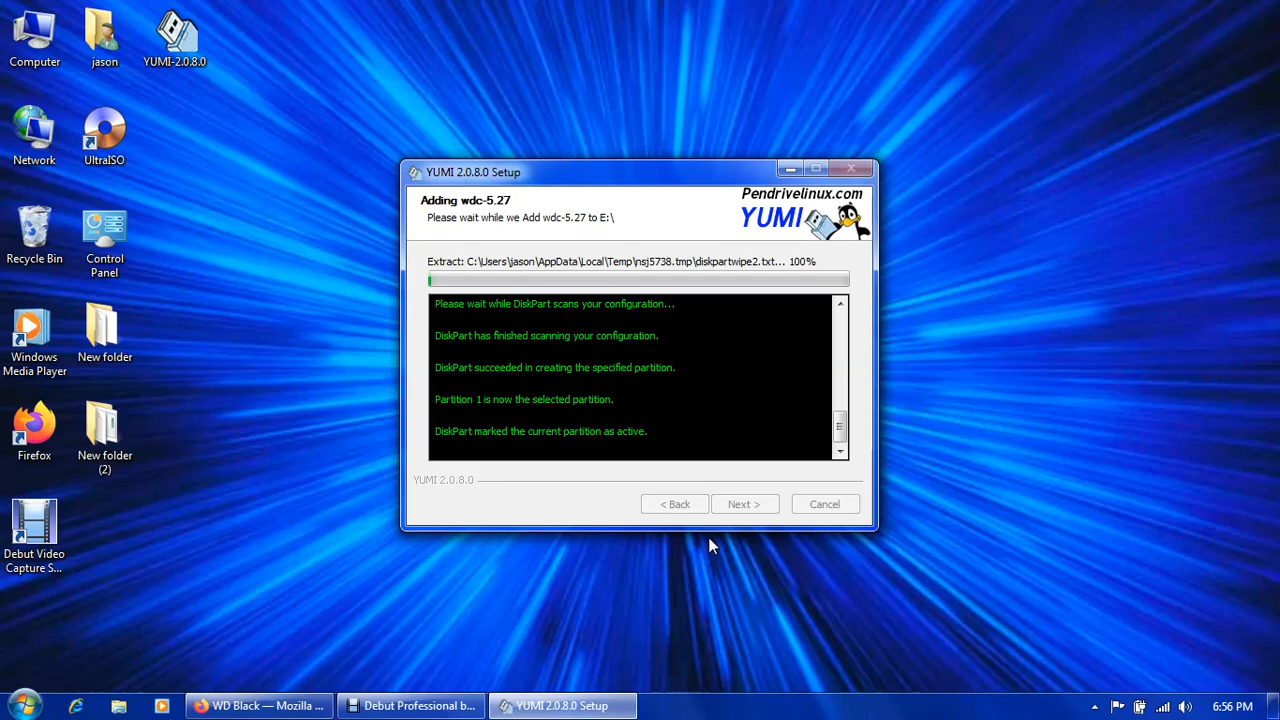 Computer
jason
YUMI-2.0.8.0
Network
UltraISO
Recycle Bin
Control
Panel
Windows
Media Player
New folder
Firefox
New folder
(2)
Debut Video
Capture S...
YUMI 2.0.8.0 Setup
Adding wdc-5.27
Please wait while we Add wdc-5.27 to E:\
Pendrivelinux.com
YUMI
Extract: C:\Users\jason\AppData\Local\Temp\nsj5738.tmp\diskpartwipe2.txt... 100%
Please wait while DiskPart scans your configuration...
DiskPart has finished scanning your configuration.
DiskPart succeeded in creating the specified partition.
Partition 1 is now the selected partition.
DiskPart marked the current partition as active.
YUMI 2.0.8.0
< Back
Next >
Cancel
WD Black — Mozilla ...
Debut Professional b...
YUMI 2.0.8.0 Setup
6:56 PM